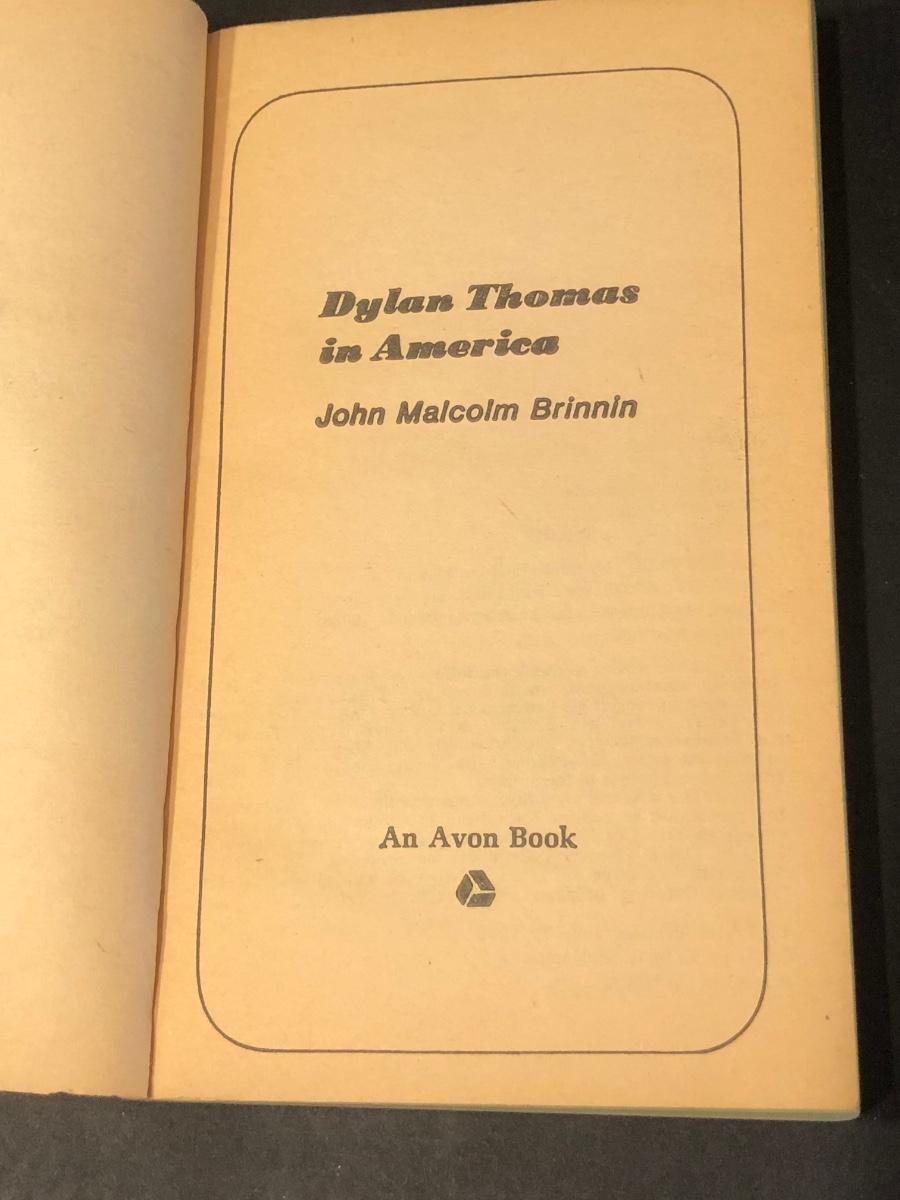 Dylan Thomas
in America
John Malcolm Brinnin
An Avon Book